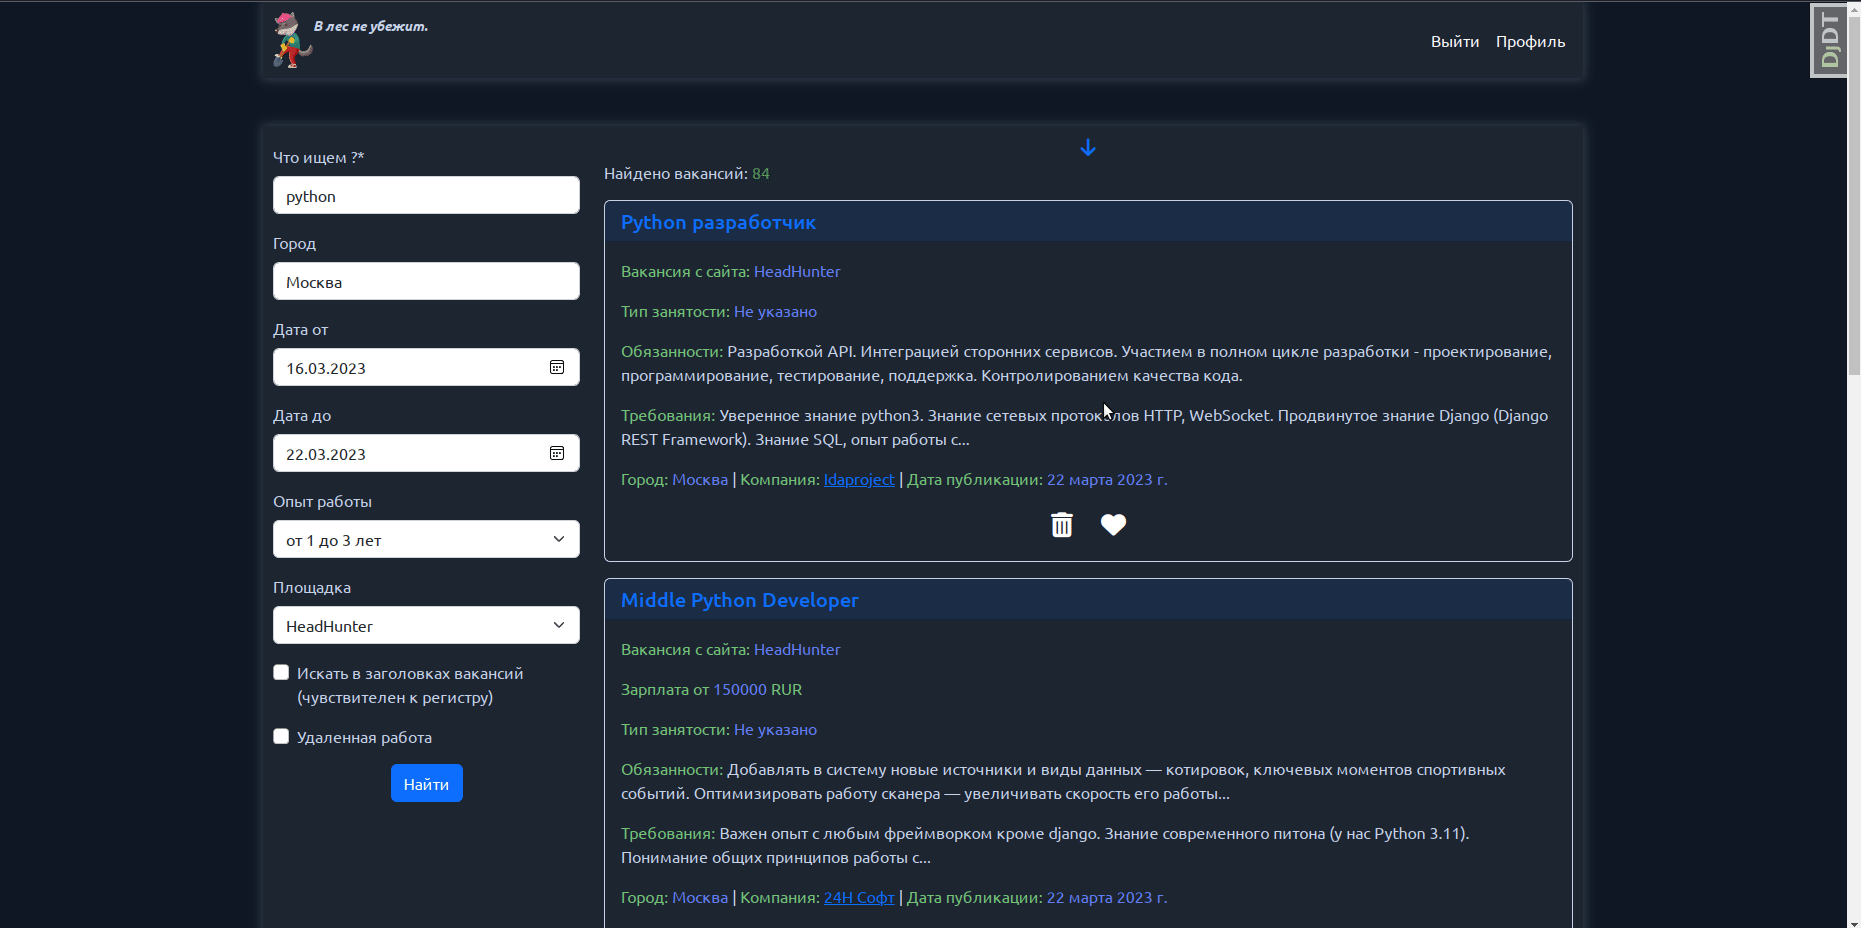 В лес не убежит.
Выйти Профиль
DjDT
Что ищем ?*
python
Город
Москва
Дата от
16.03.2023
Дата до
22.03.2023
Опыт работы
от 1 до 3 лет
Площадка
HeadHunter
Искать в заголовках вакансий
(чувствителен к регистру)
Удаленная работа
Найти
Найдено вакансий: 84
Python разработчик
Вакансия с сайта: HeadHunter
Тип занятости: Не указано
Обязанности: Разработкой API. Интеграцией сторонних сервисов. Участием в полном цикле разработки - проектирование,
программирование, тестирование, поддержка. Контролированием качества кода.
Требования: Уверенное знание python3. Знание сетевых протоколов HTTP, WebSocket. Продвинутое знание Django (Django
REST Framework). Знание SQL, опыт работы с...
Город: Москва | Компания: Idaproject | Дата публикации: 22 марта 2023 г.
Middle Python Developer
Вакансия с сайта: HeadHunter
Зарплата от 150000 RUR
Тип занятости: Не указано
Обязанности: Добавлять в систему новые источники и виды данных — котировок, ключевых моментов спортивных
событий. Оптимизировать работу сканера — увеличивать скорость его работы...
Требования: Важен опыт с любым фреймворком кроме django. Знание современного питона (у нас Python 3.11).
Понимание общих принципов работы с...
Город: Москва | Компания: 24Н Софт | Дата публикации: 22 марта 2023 г.